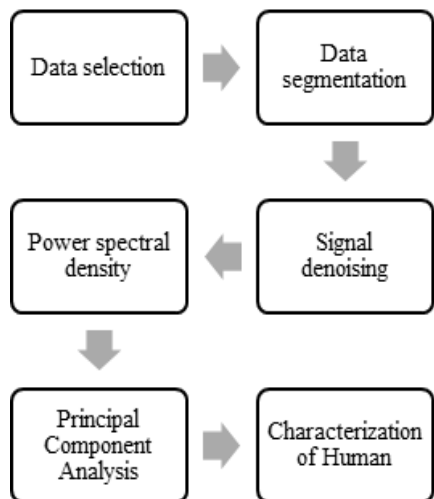 Data selection
Data
segmentation
Signal
denoising
Power spectral
density
Principal
Component
Analysis
Characterization
of Human